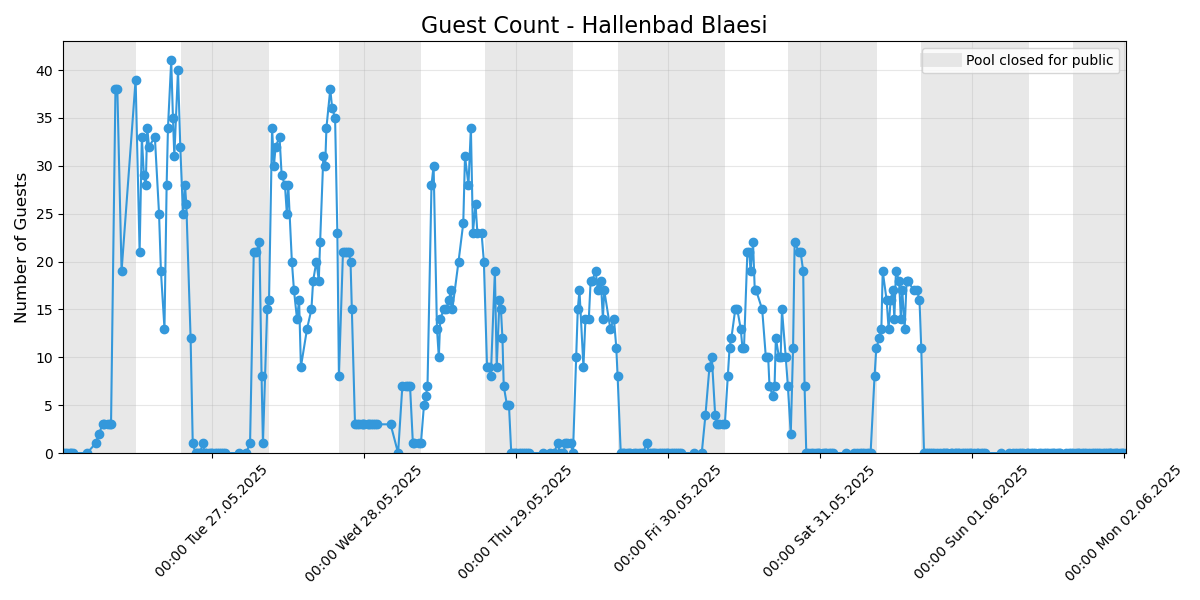 Guest Count - Hallenbad Blaesi
Pool closed for public
Number of Guests
40
35
30
25
20
15
10
5
0
00:00 Tue 27.05.2025
00:00 Wed 28.05.2025
00:00 Thu 29.05.2025
00:00 Fri 30.05.2025
00:00 Sat 31.05.2025
00:00 Sun 01.06.2025
00:00 Mon 02.06.2025